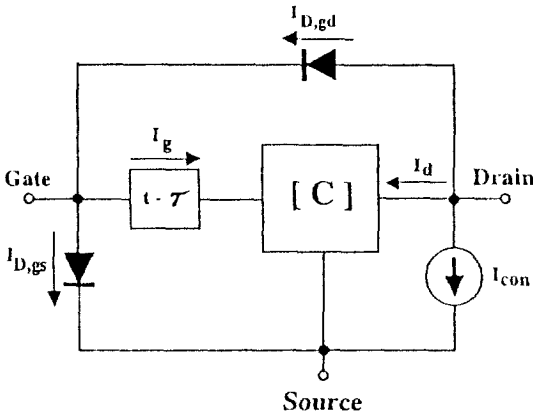 I_D,gd
I_g
Gate
t - τ
[ C ]
I_d
Drain
I_D,gs
I_con
Source